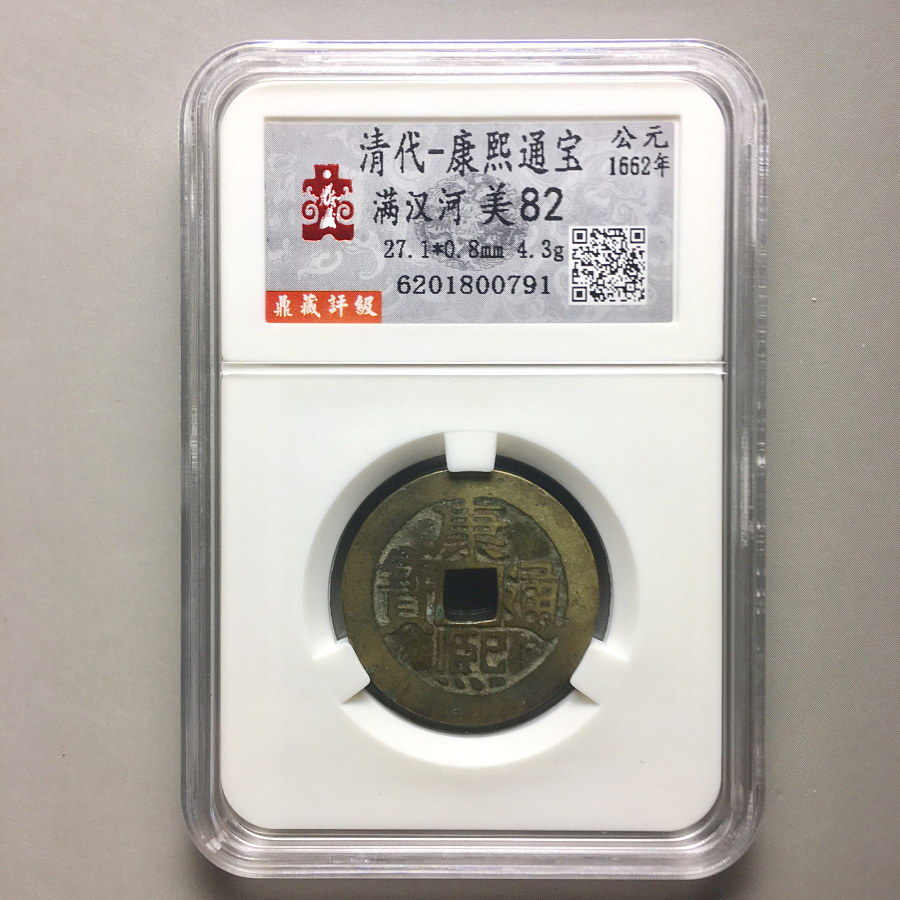 清代-康熙通宝
公元
1662年
满汉河 美82
27.1*0.8mm 4.3g
6201800791
鼎藏評級
康熙通寶